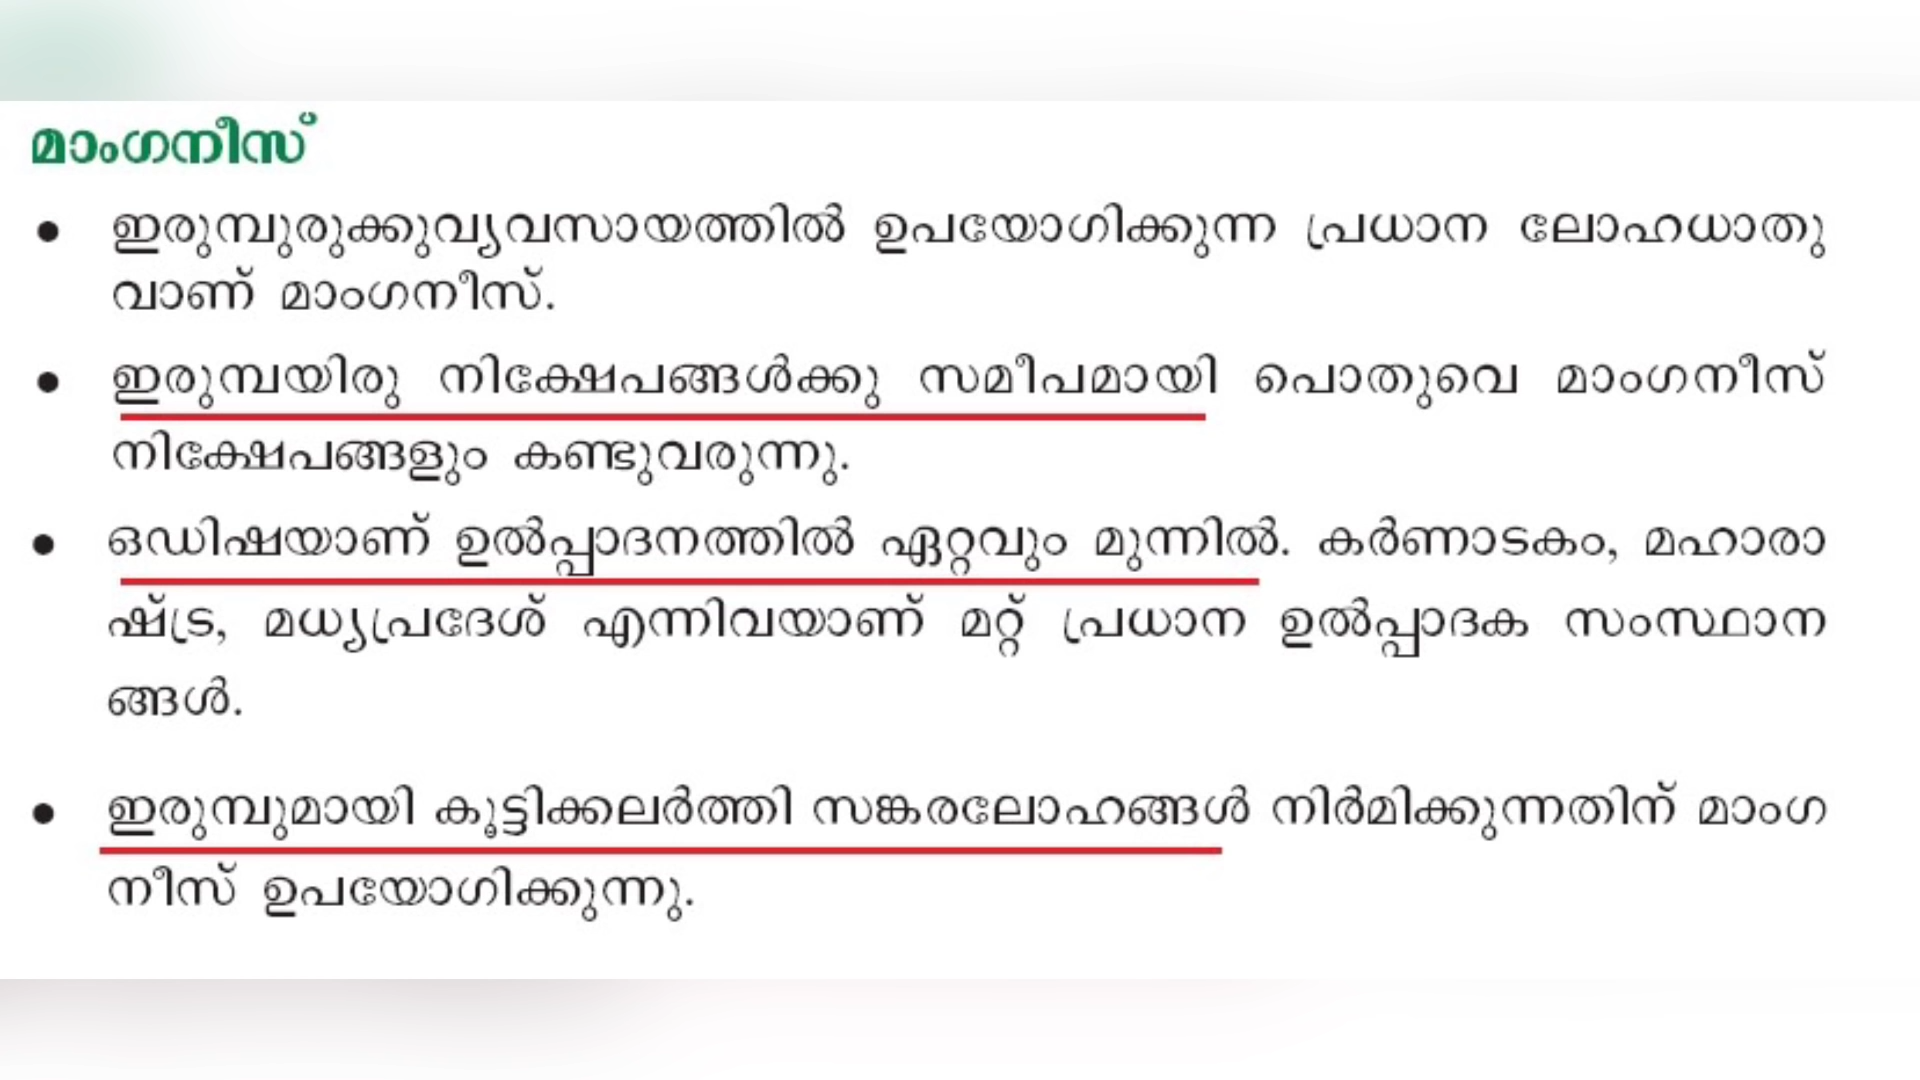 മാംഗനീസ്
• ഇരുമ്പുരുക്കുവ്യവസായത്തിൽ ഉപയോഗിക്കുന്ന പ്രധാന ലോഹധാതു
വാണ് മാംഗനീസ്.
• ഇരുമ്പയിരു നിക്ഷേപങ്ങൾക്കു സമീപമായി പൊതുവെ മാംഗനീസ്
നിക്ഷേപങ്ങളും കണ്ടുവരുന്നു.
• ഒഡിഷയാണ് ഉൽപ്പാദനത്തിൽ ഏറ്റവും മുന്നിൽ. കർണാടകം, മഹാരാ
ഷ്ട്ര, മധ്യപ്രദേശ് എന്നിവയാണ് മറ്റ് പ്രധാന ഉൽപ്പാദക സംസ്ഥാന
ങ്ങൾ.
• ഇരുമ്പുമായി കൂട്ടിക്കലർത്തി സങ്കരലോഹങ്ങൾ നിർമിക്കുന്നതിന് മാംഗ
നീസ് ഉപയോഗിക്കുന്നു.